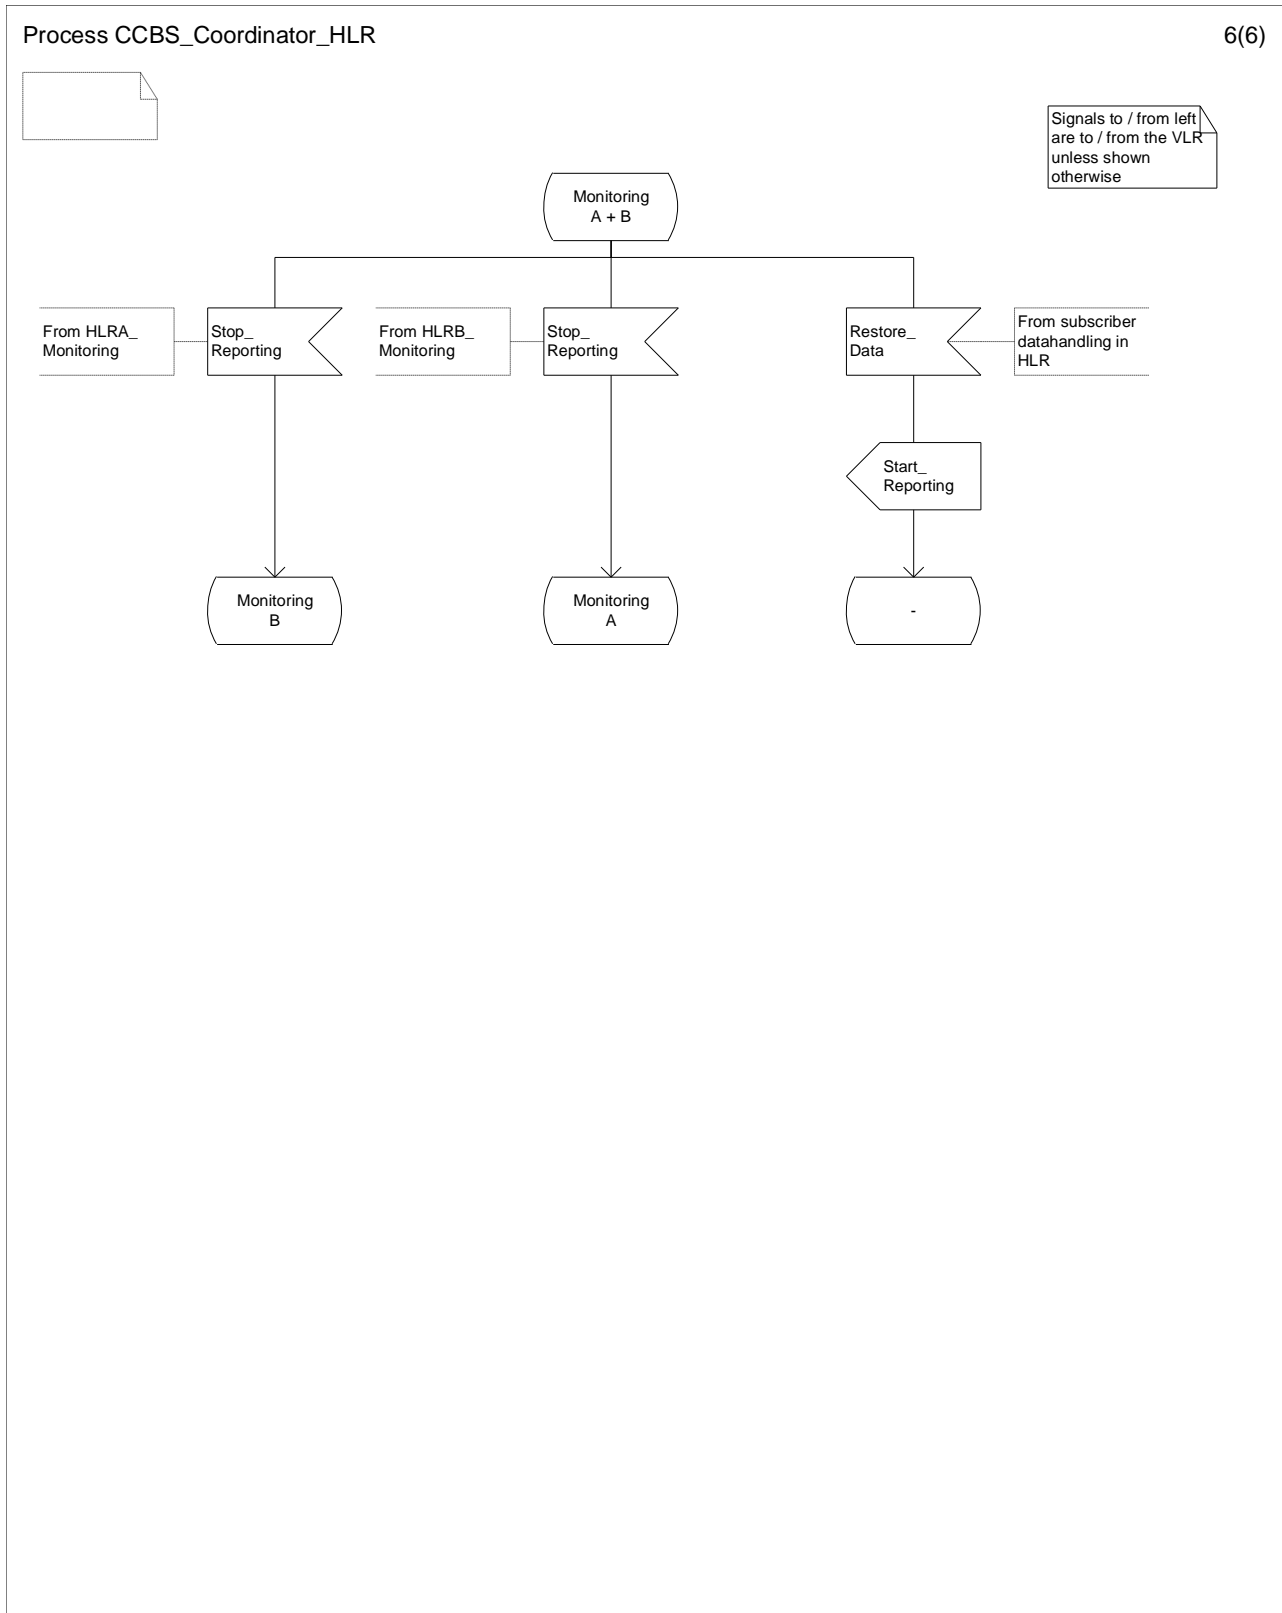 Process CCBS_Coordinator_HLR
6(6)
Signals to / from left
are to / from the VLR
unless shown
otherwise
Monitoring
A + B
From HLRA_
Monitoring
Stop_
Reporting
From HLRB_
Monitoring
Stop_
Reporting
Restore_
Data
From subscriber
datahandling in
HLR
Start_
Reporting
Monitoring
B
Monitoring
A
-